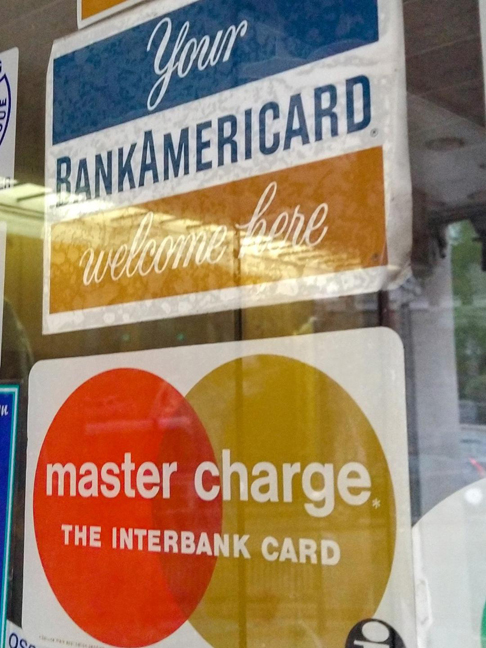 Your
BANKAMERICARD®
welcome here
master charge®
THE INTERBANK CARD